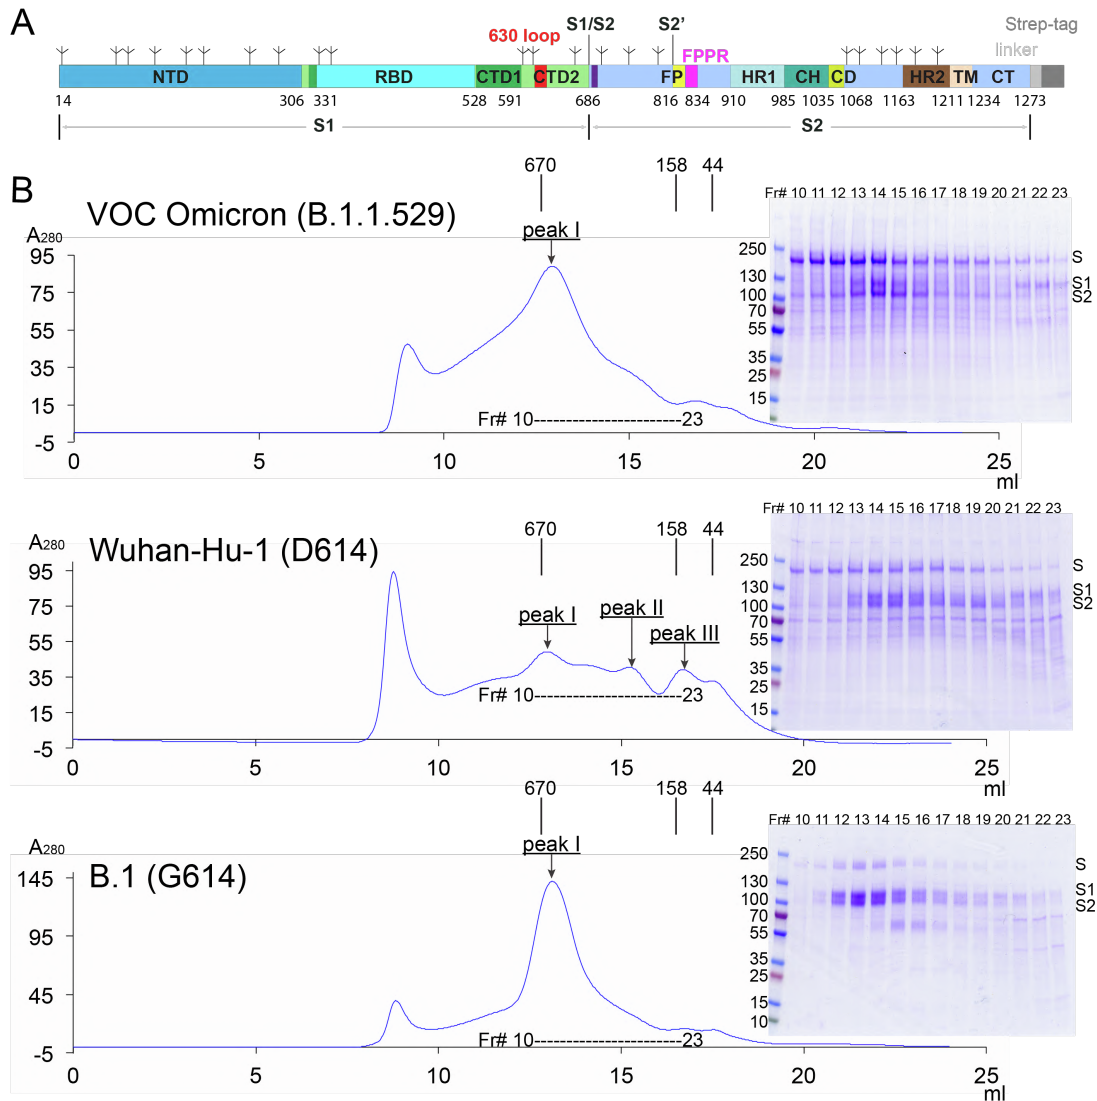 A
S1/S2
S2’
Strep-tag
630 loop
FPPR
linker
NTD
RBD
CTD1
CTD2
FP
HR1
CH
CD
HR2
TM
CT
14
306
331
528
591
686
816
834
910
985
1035
1068
1163
1211
1234
1273
S1
S2
B
670
158
44
VOC Omicron (B.1.1.529)
A280
peak I
95
75
55
35
15
-5
Fr# 10
23
0
5
10
15
20
25
ml
Fr# 10 11 12 13 14 15 16 17 18 19 20 21 22 23
250
130
100
70
55
35
25
15
S
S1
S2
670
158
44
Wuhan-Hu-1 (D614)
A280
peak I
peak II
peak III
95
75
55
35
15
-5
Fr# 10
23
0
5
10
15
20
25
ml
Fr# 10 11 12 13 14 15 16 17 18 19 20 21 22 23
250
130
100
70
55
35
25
15
S
S1
S2
670
158
44
B.1 (G614)
A280
peak I
145
95
45
-5
Fr# 10
23
0
5
10
15
20
25
ml
Fr# 10 11 12 13 14 15 16 17 18 19 20 21 22 23
250
130
100
70
55
35
25
15
10
S
S1
S2